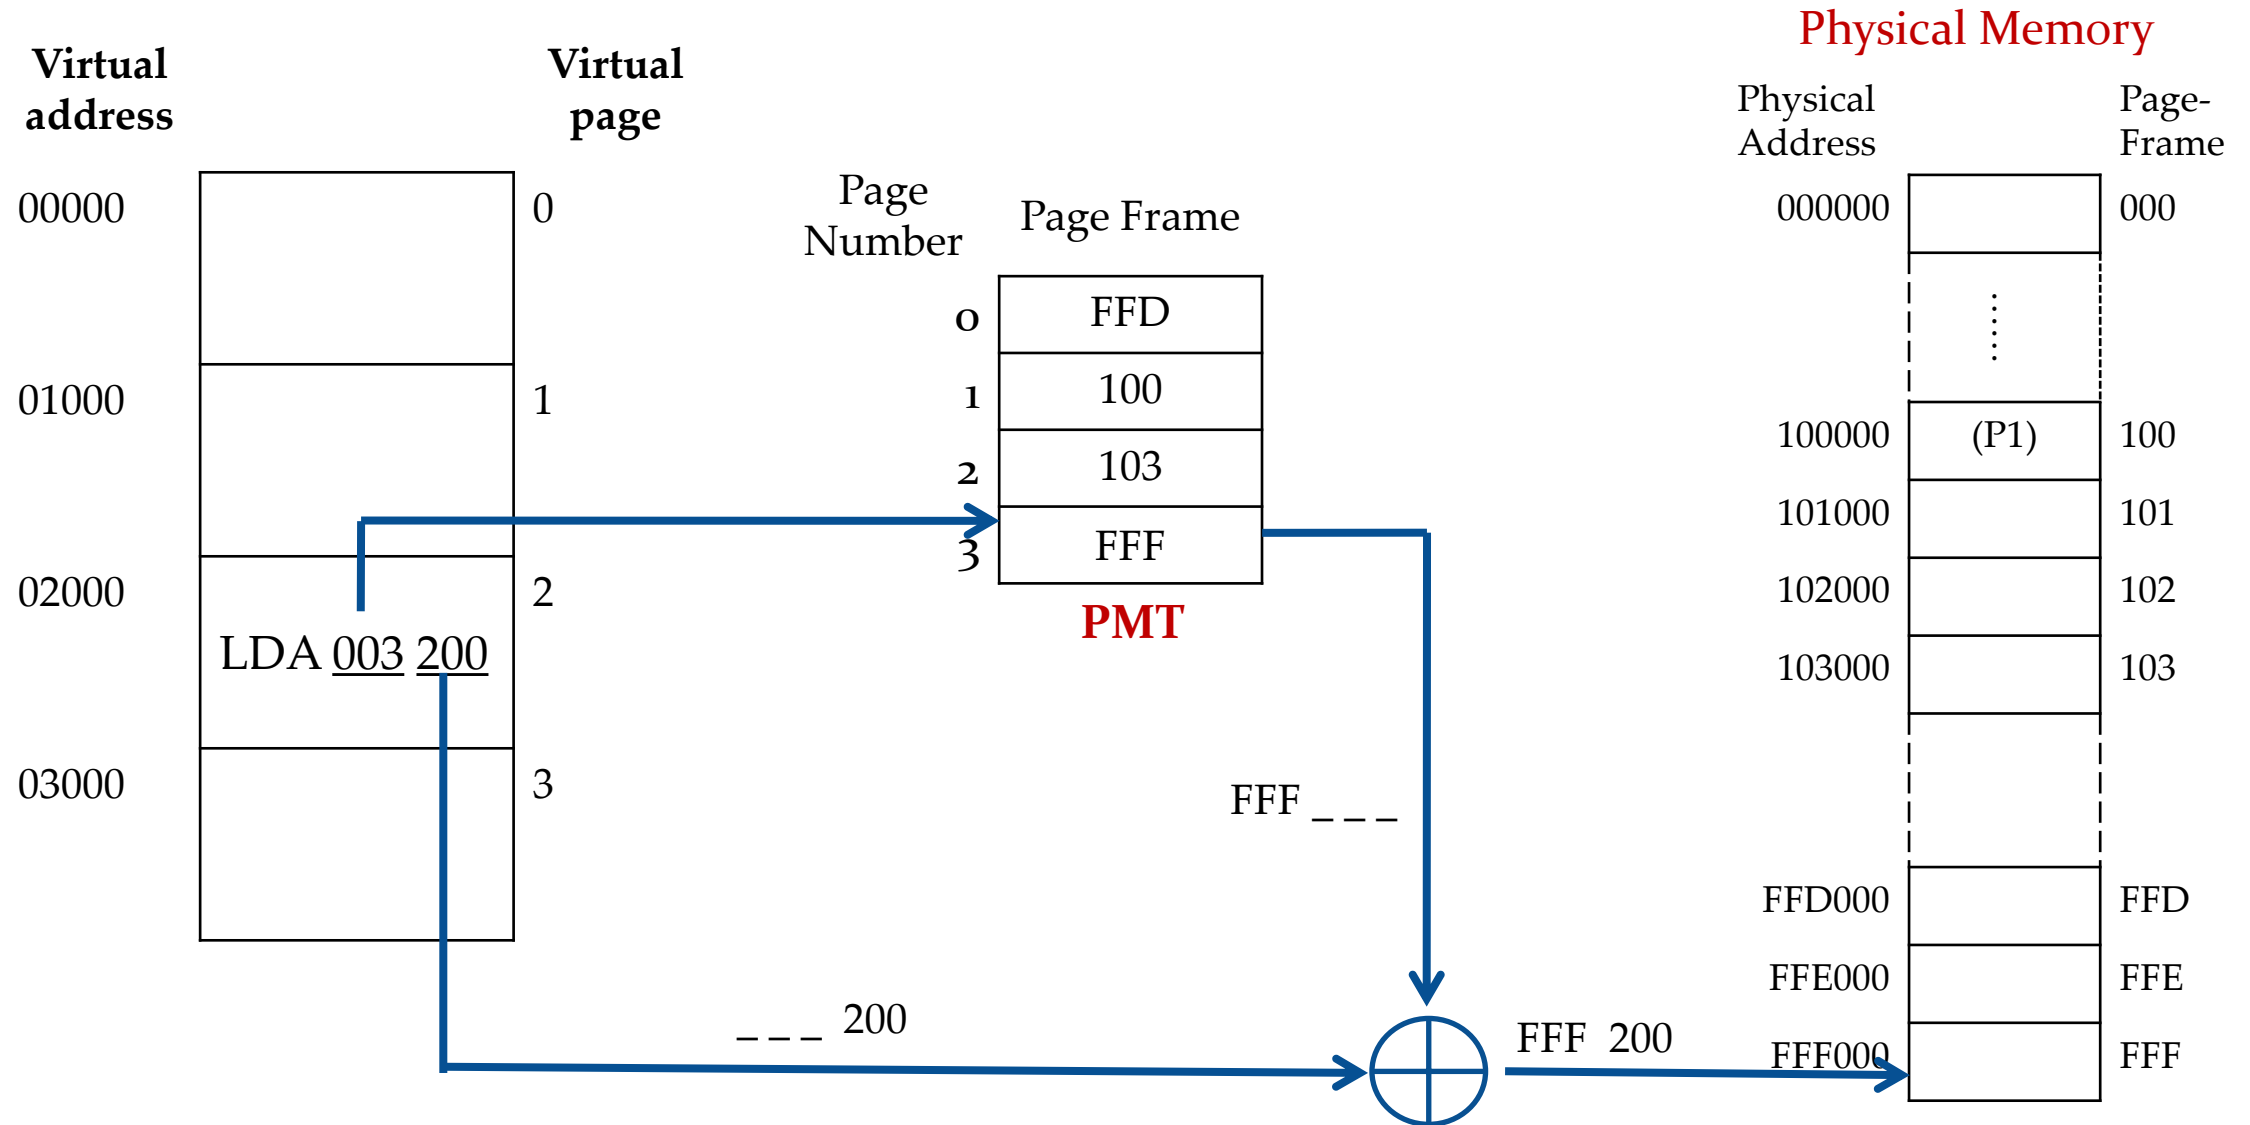 Physical Memory
Virtual
address
Virtual
page
Physical
Address
Page-
Frame
Page
Number
Page Frame
00000
0
000000
000
0
FFD
......
01000
1
1
100
100000
(P1)
100
2
103
101000
101
3
FFF
02000
2
102000
102
PMT
LDA 003 200
103000
103
03000
3
FFF _ _ _
FFD000
FFD
FFE000
FFE
_ _ _ 200
FFF 200
FFF000
FFF